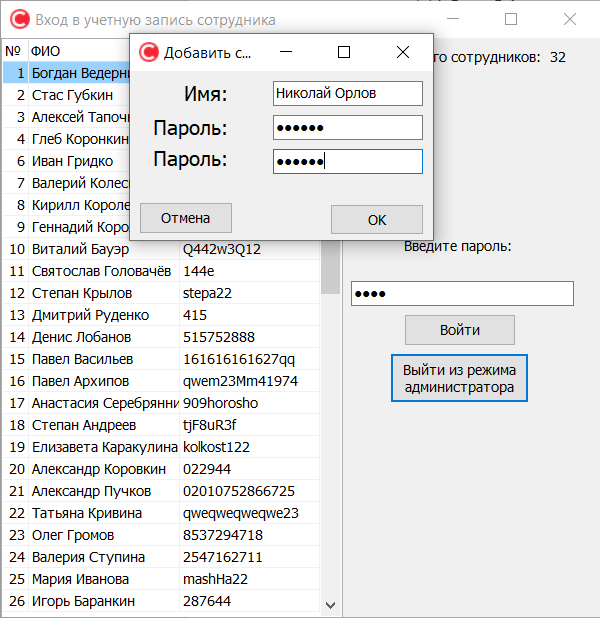 Вход в учетную запись сотрудника
№ ФИО
Добавить с...
го сотрудников: 32
Имя: Николай Орлов
Пароль: ●●●●●●
Пароль: ●●●●●●
Отмена OK
1 Богдан Ведерни
2 Стас Губкин
3 Алексей Тапочк
4 Глеб Коронкин
6 Иван Гридко
7 Валерий Колесн
8 Кирилл Короле
9 Геннадий Коро
10 Виталий Бауэр Q442w3Q12
11 Святослав Головачёв 144e
12 Степан Крылов stepa22
13 Дмитрий Руденко 415
14 Денис Лобанов 515752888
15 Павел Васильев 161616161627qq
16 Павел Архипов qwem23Mm41974
17 Анастасия Серебрянни 909horosho
18 Степан Андреев tjF8uR3f
19 Елизавета Каракулина kolkost122
20 Александр Коровкин 022944
21 Александр Пучков 02010752866725
22 Татьяна Кривина qweqweqweqwe23
23 Олег Громов 8537294718
24 Валерия Ступина 2547162711
25 Мария Иванова mashHa22
26 Игорь Баранкин 287644
Введите пароль:
●●●●
Войти
Выйти из режима
администратора